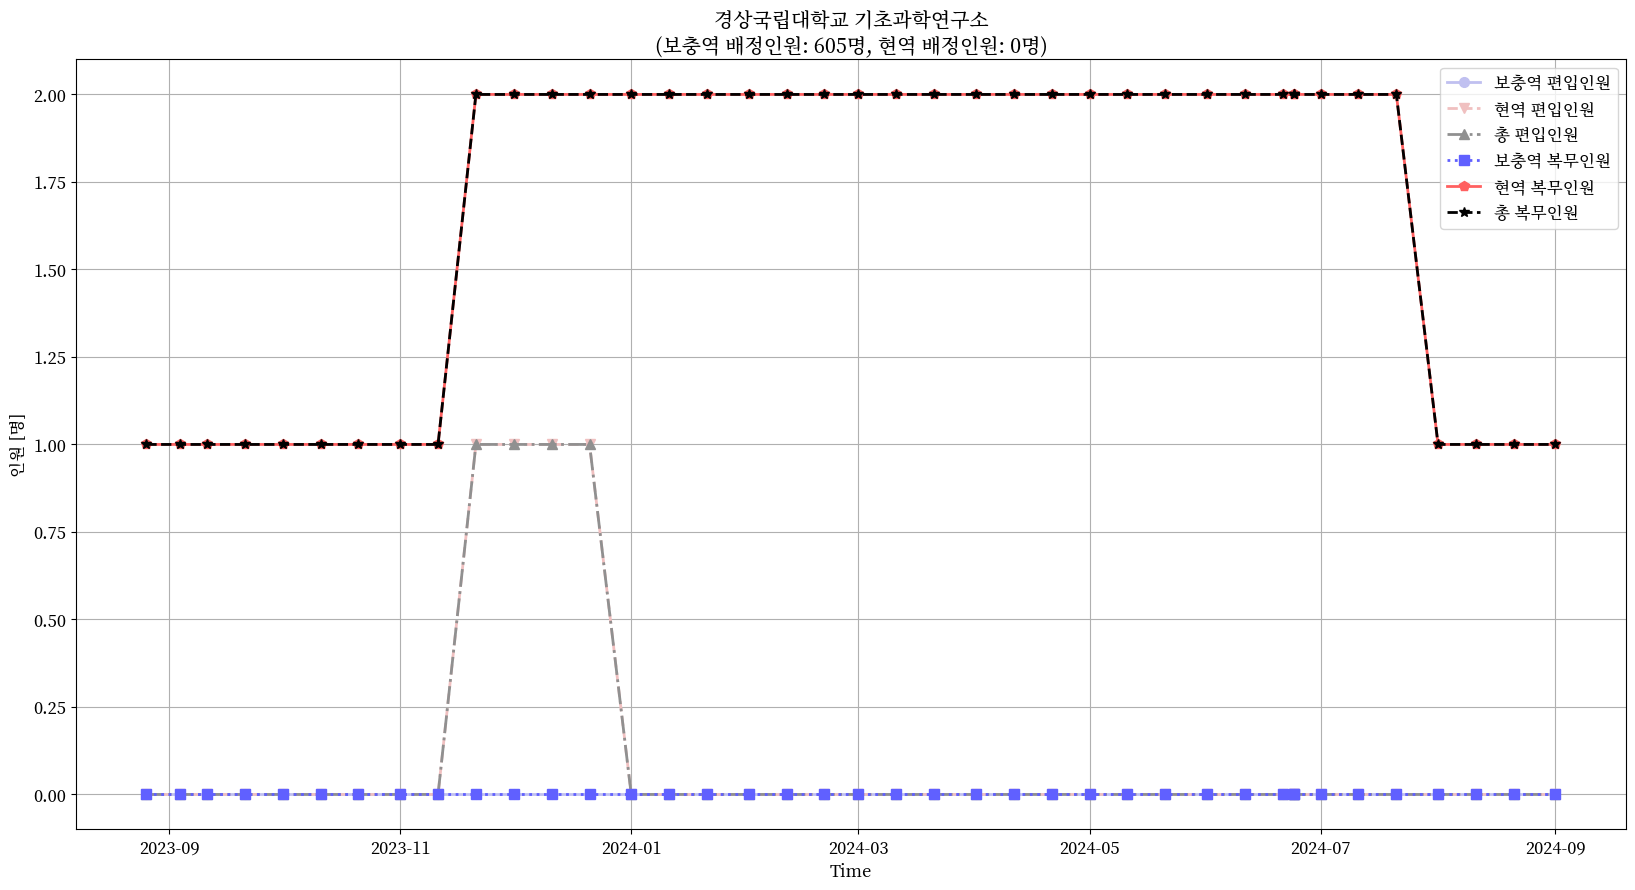 경상국립대학교 기초과학연구소
(보충역 배정인원: 605명, 현역 배정인원: 0명)
보충역 편입인원
현역 편입인원
총 편입인원
보충역 복무인원
현역 복무인원
총 복무인원
인원 [명]
2.00
1.75
1.50
1.25
1.00
0.75
0.50
0.25
0.00
2023-09
2023-11
2024-01
2024-03
2024-05
2024-07
2024-09
Time